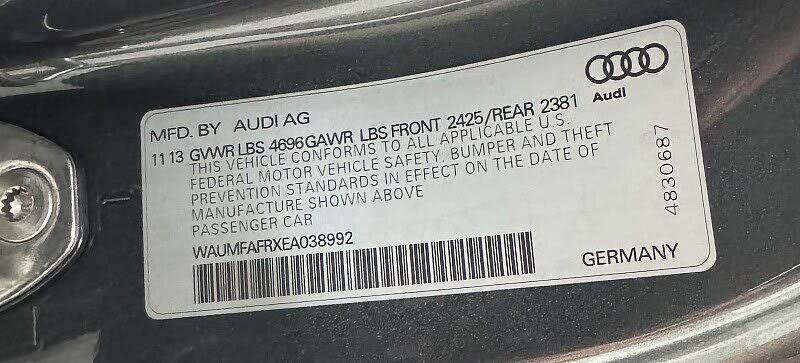 MFD. BY AUDI AG
11 13 GVWR LBS 4696 GAWR LBS FRONT 2425/REAR 2381
THIS VEHICLE CONFORMS TO ALL APPLICABLE U.S.
FEDERAL MOTOR VEHICLE SAFETY, BUMPER AND THEFT
PREVENTION STANDARDS IN EFFECT ON THE DATE OF
MANUFACTURE SHOWN ABOVE
PASSENGER CAR
WAUMFAFRXEA038992
Audi
4830687
GERMANY